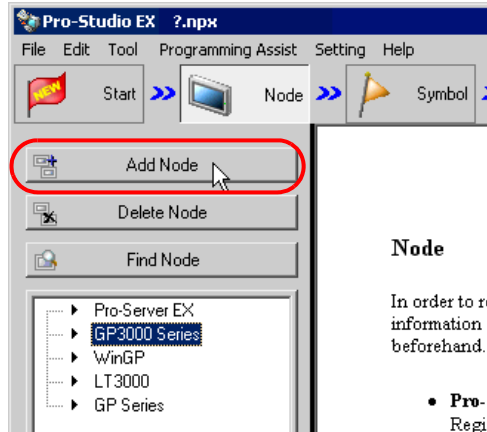 Pro-Studio EX ?.npx
File Edit Tool Programming Assist Setting Help
NEW Start Node Symbol
Add Node
Delete Node
Find Node
Pro-Server EX
GP3000 Series
WinGP
LT3000
GP Series
Node
In order to
information
beforehand.
Pro-
Regi